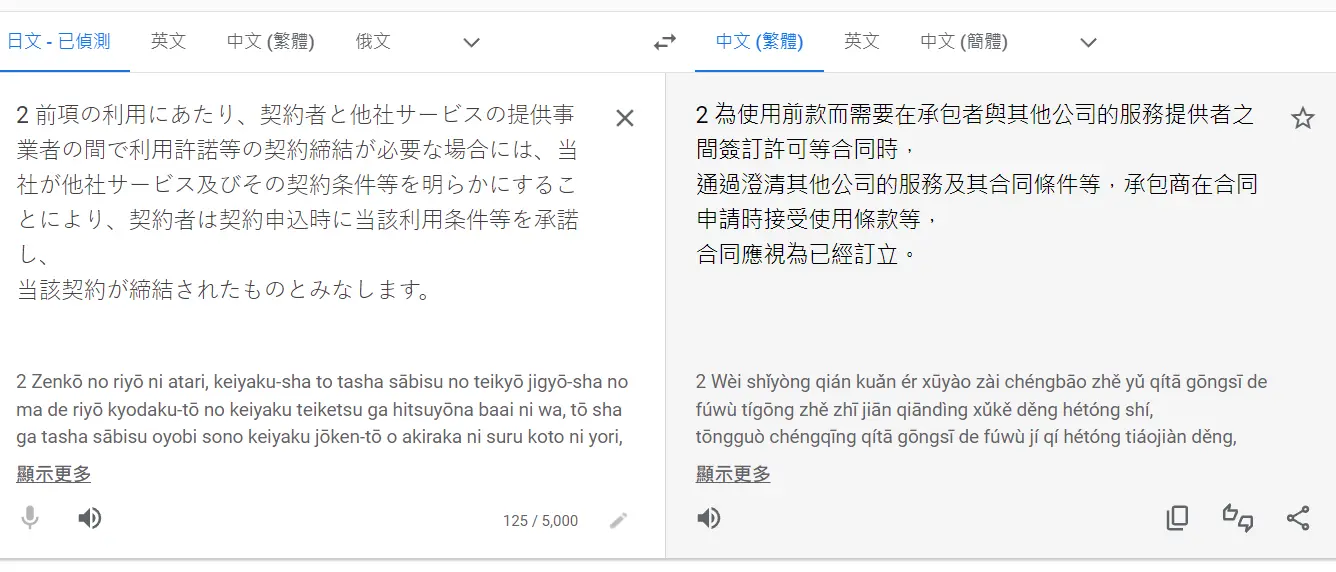 日文 - 已偵測 英文 中文 (繁體) 俄文
中文 (繁體) 英文 中文 (簡體)
2 前項の利用にあたり、契約者と他社サービスの提供事
業者の間で利用許諾等の契約締結が必要な場合には、当
社が他社サービス及びその契約条件等を明らかにするこ
とにより、契約者は契約申込時に当該利用条件等を承諾
し、
当該契約が締結されたものとみなします。
2 Zenkō no riyō ni atari, keiyaku-sha to tasha sābisu no teikyō jigyō-sha no
ma de riyō kyodaku-tō no keiyaku teiketsu ga hitsuyōna baai ni wa, tō sha
ga tasha sābisu oyobi sono keiyaku jōken-tō o akiraka ni suru koto ni yori,
顯示更多
125 / 5,000
2 為使用前款而需要在承包者與其他公司的服務提供者之
間簽訂許可等合同時，
通過澄清其他公司的服務及其合同條件等，承包商在合同
申請時接受使用條款等，
合同應視為已經訂立。
2 Wèi shǐyòng qián kuǎn ér xūyào zài chéngbāo zhě yǔ qítā gōngsī de
fúwù tígōng zhě zhī jiān qiāndìng xǔkě děng hétóng shí,
tōngguò chéngqīng qítā gōngsī de fúwù jí qí hétóng tiáojiàn děng,
顯示更多